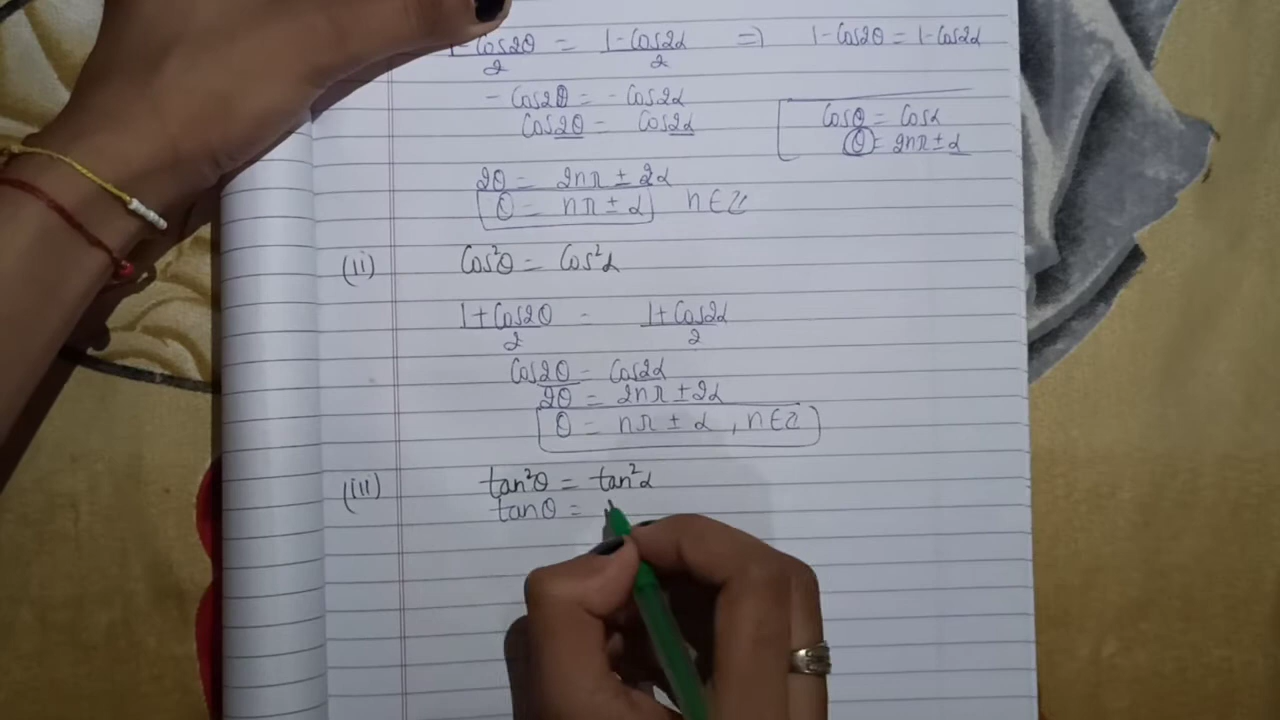 1-Cos2θ/2 = 1-Cos2α/2 ⇒ 1-Cos2θ = 1-Cos2α
-Cos2θ = -Cos2α
Cos2θ = Cos2α
Cosθ = Cosα
θ = 2nπ ± α
2θ = 2nπ ± 2α
θ = nπ ± α n∈Z
(ii) Cos²θ = Cos²α
1+Cos2θ/2 = 1+Cos2α/2
Cos2θ = Cos2α
2θ = 2nπ ± 2α
θ = nπ ± α , n∈Z
(iii) tan²θ = tan²α
tanθ =